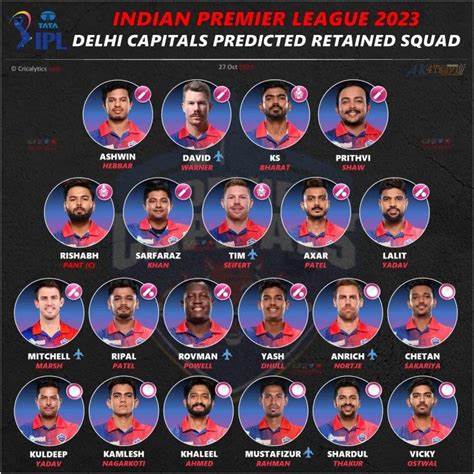 INDIAN PREMIER LEAGUE 2023
TATA
IPL
DELHI CAPITALS PREDICTED RETAINED SQUAD
© Cricalytics
27 Oct
ASHWIN
HEBBAR
DAVID
WARNER
KS
BHARAT
PRITHVI
SHAW
RISHABH
PANT (C)
SARFARAZ
KHAN
TIM
SEIFERT
AXAR
PATEL
LALIT
YADAV
MITCHELL
MARSH
RIPAL
PATEL
ROVMAN
POWELL
YASH
DHULL
ANRICH
NORTJE
CHETAN
SAKARIYA
KULDEEP
YADAV
KAMLESH
NAGARKOTI
KHALEEL
AHMED
MUSTAFIZUR
RAHMAN
SHARDUL
THAKUR
VICKY
OSTWAL